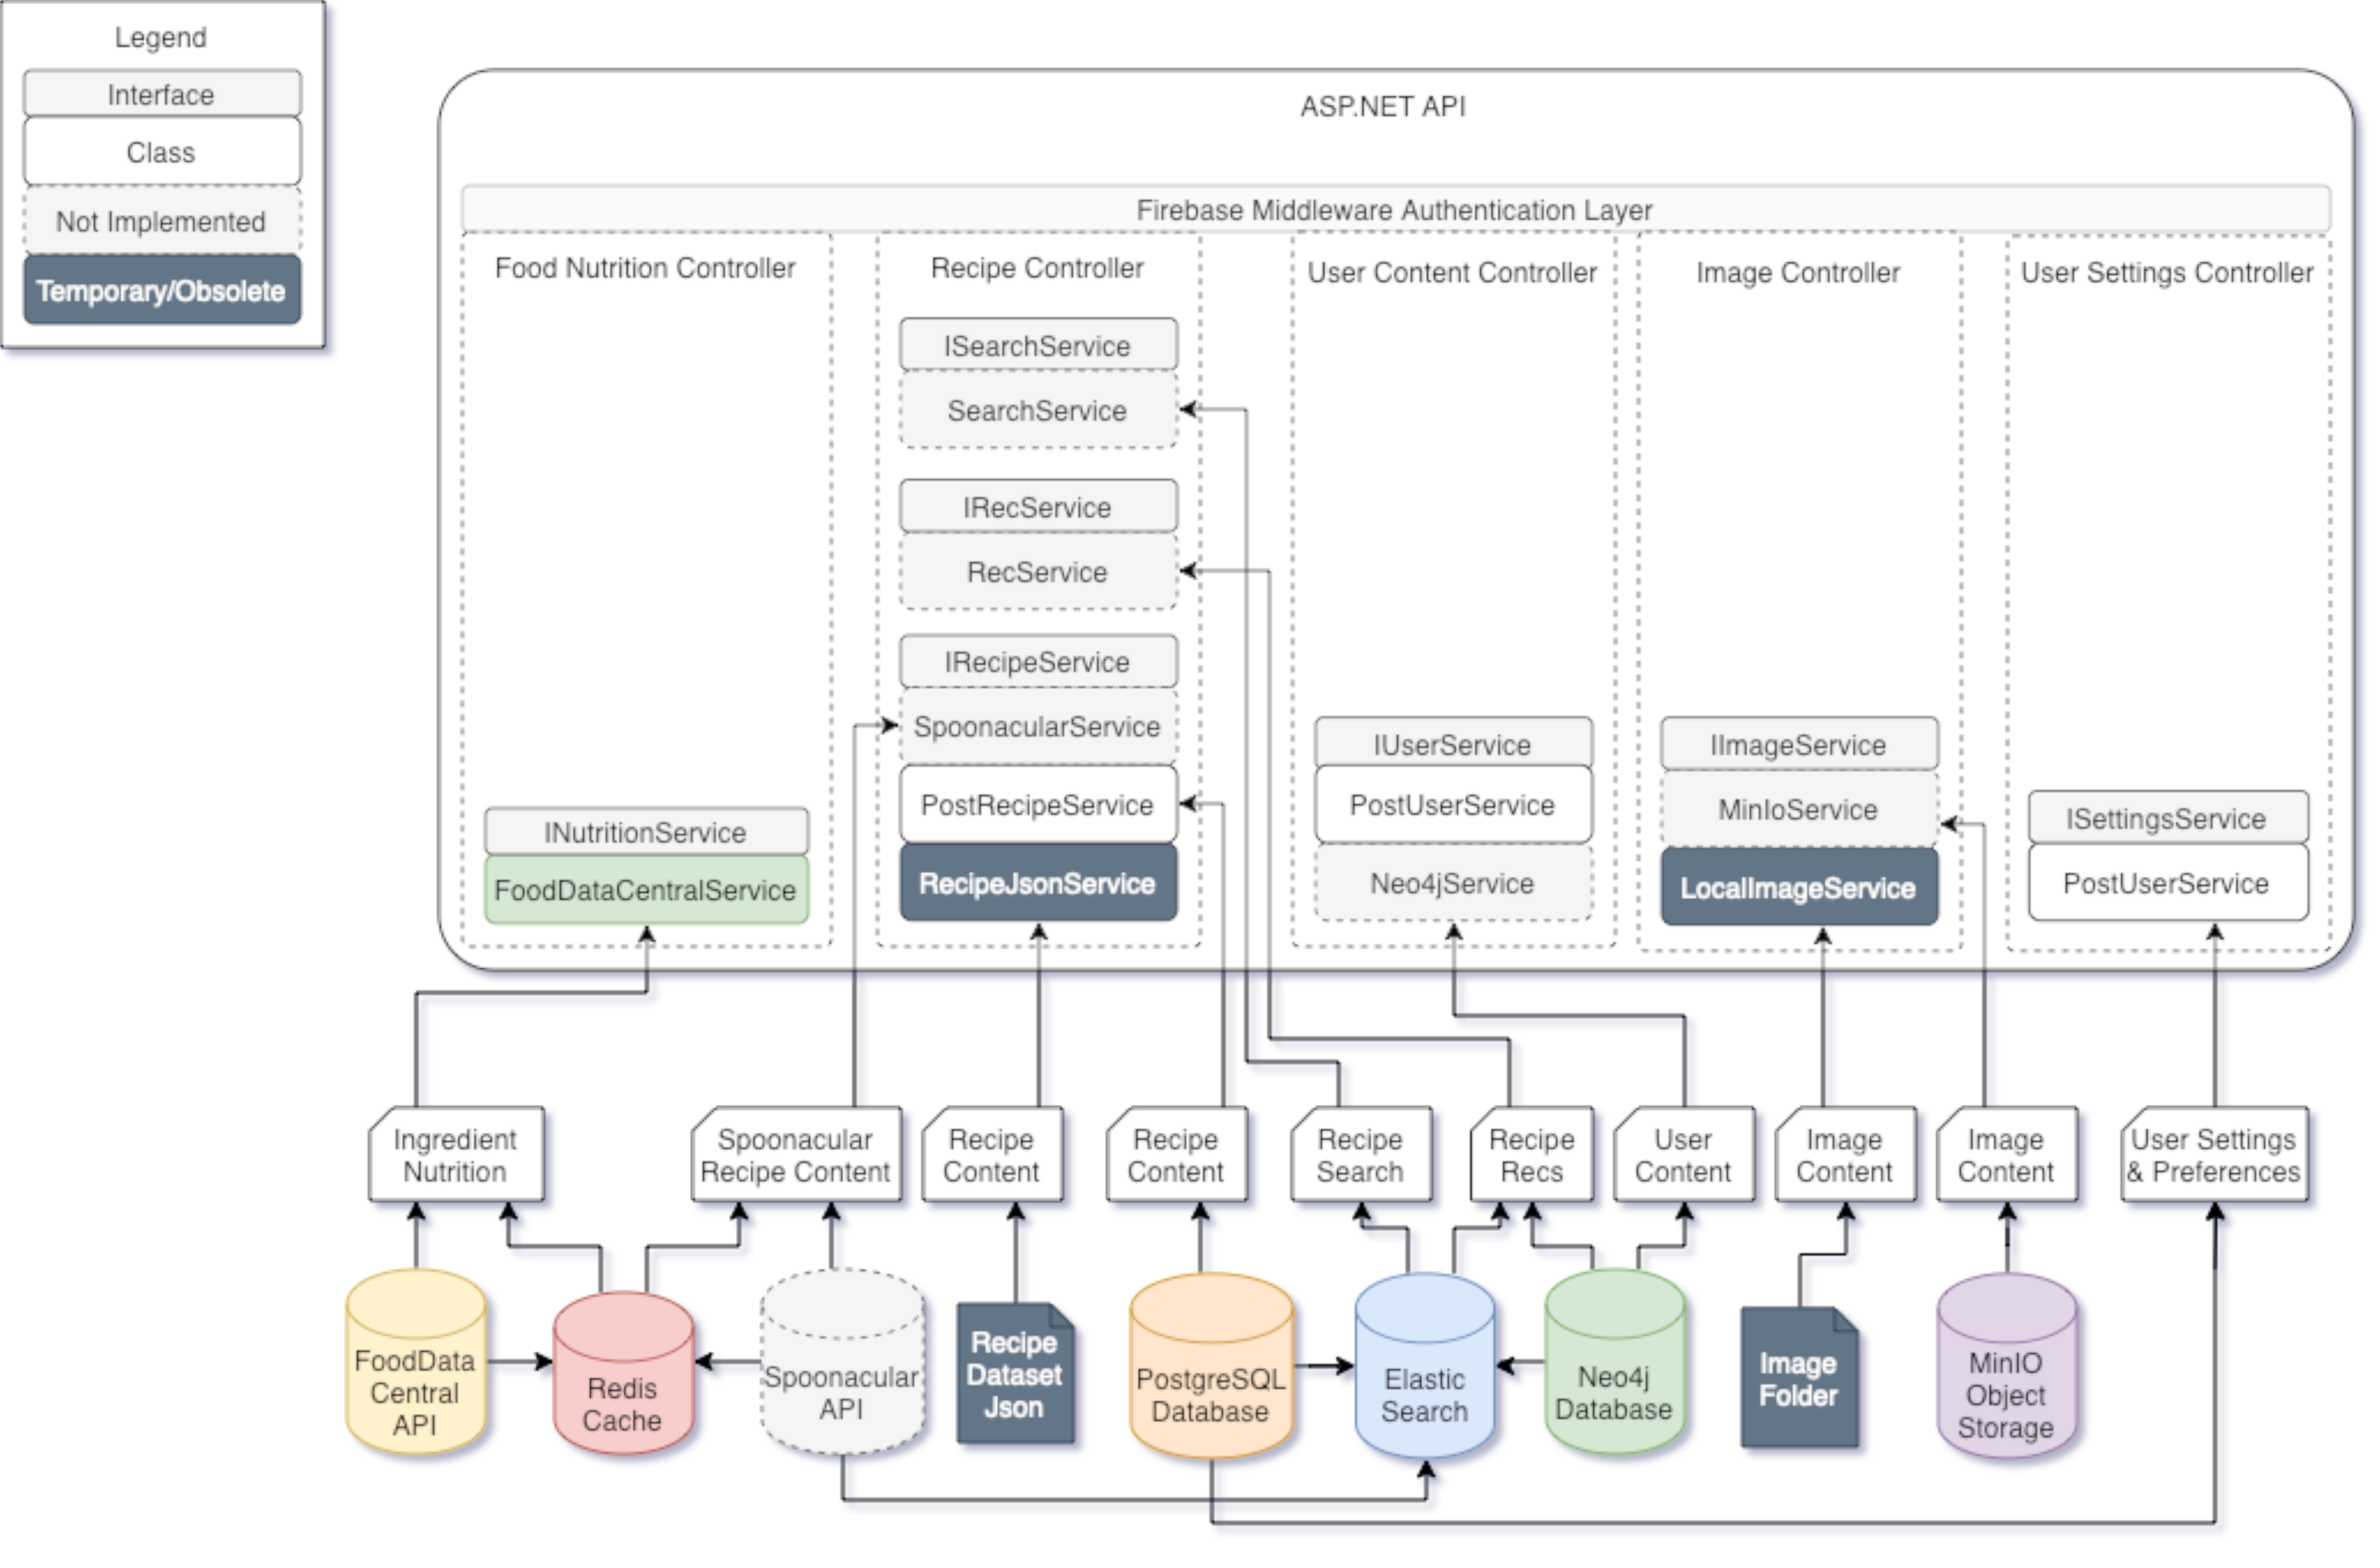 Legend
Interface
Class
Not Implemented
Temporary/Obsolete
ASP.NET API
Firebase Middleware Authentication Layer
Food Nutrition Controller
INutritionService
FoodDataCentralService
Recipe Controller
ISearchService
SearchService
IRecService
RecService
IRecipeService
SpoonacularService
PostRecipeService
RecipeJsonService
User Content Controller
IUserService
PostUserService
Neo4jService
Image Controller
IImageService
MinIoService
LocalImageService
User Settings Controller
ISettingsService
PostUserService
Ingredient
Nutrition
Spoonacular
Recipe Content
Recipe
Content
Recipe
Content
Recipe
Search
Recipe
Recs
User
Content
Image
Content
Image
Content
User Settings
& Preferences
FoodData
Central
API
Redis
Cache
Spoonacular
API
Recipe
Dataset
Json
PostgreSQL
Database
Elastic
Search
Neo4j
Database
Image
Folder
MinIO
Object
Storage